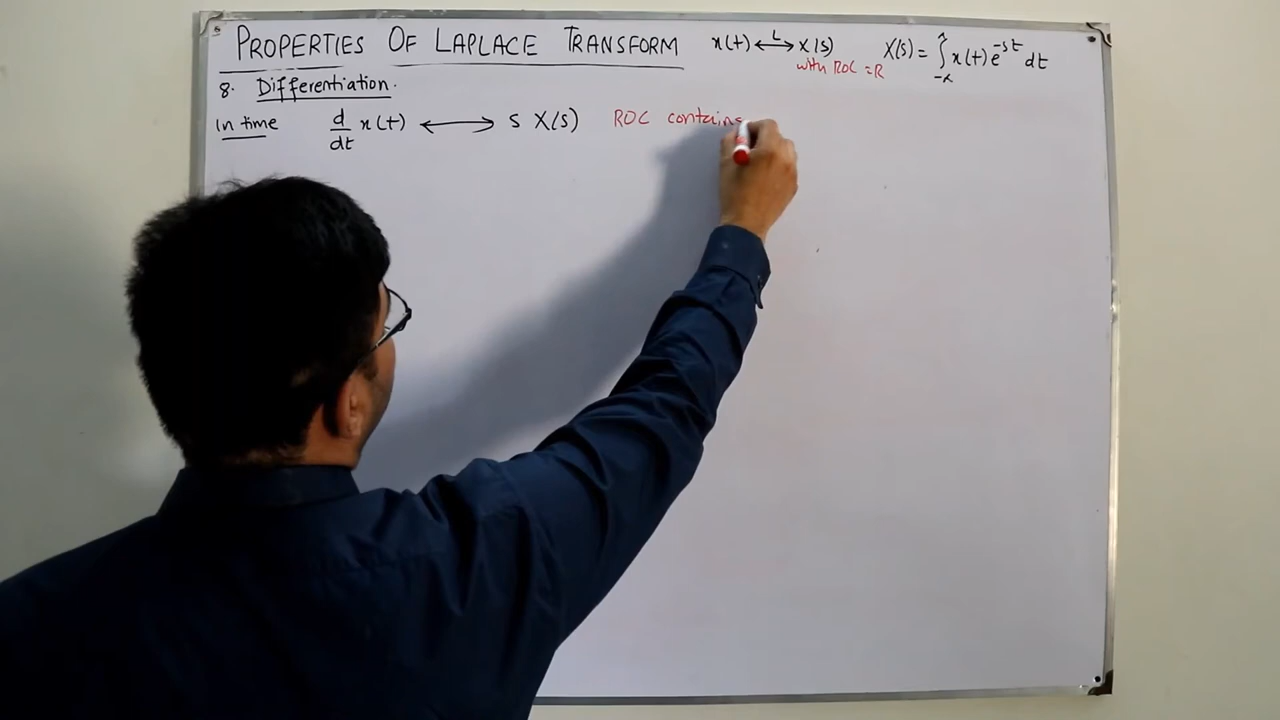 PROPERTIES OF LAPLACE TRANSFORM x(t) ⟷ᴸ X(s) X(s) = ∫ x(t) e^{-st} dt
with ROC = R
8. Differentiation.
In time d/dt x(t) ⟷ s X(s) ROC contains